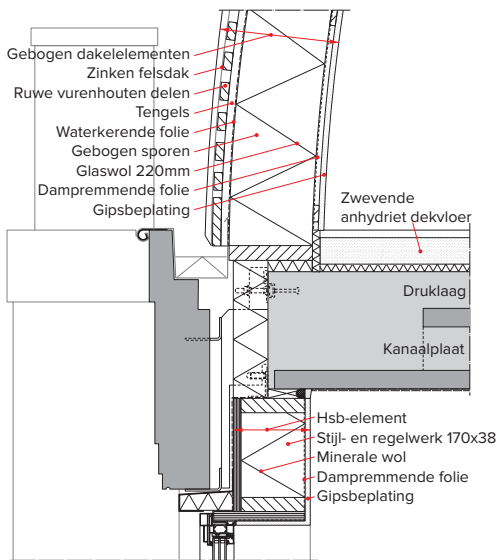 Gebogen dakelelementen
Zinken felsdak
Ruwe vurenhouten delen
Tengels
Waterkerende folie
Gebogen sporen
Glaswol 220mm
Dampremmende folie
Gipsbeplating
Zwevende
anhydriet dekvloer
Druklaag
Kanaalplaat
Hsb-element
Stijl- en regelwerk 170x38
Minerale wol
Dampremmende folie
Gipsbeplating